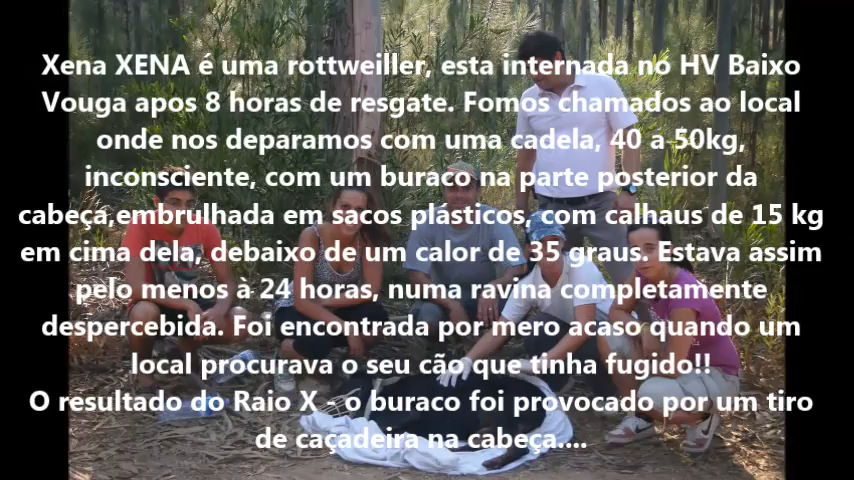 Xena XENA é uma rottweiller, esta internada no HV Baixo
Vouga apos 8 horas de resgate. Fomos chamados ao local
onde nos deparamos com uma cadela, 40 a 50kg,
inconsciente, com um buraco na parte posterior da
cabeça,embrulhada em sacos plásticos, com calhaus de 15 kg
em cima dela, debaixo de um calor de 35 graus. Estava assim
pelo menos à 24 horas, numa ravina completamente
despercebida. Foi encontrada por mero acaso quando um
local procurava o seu cão que tinha fugido!!
O resultado do Raio X - o buraco foi provocado por um tiro
de caçadeira na cabeça....